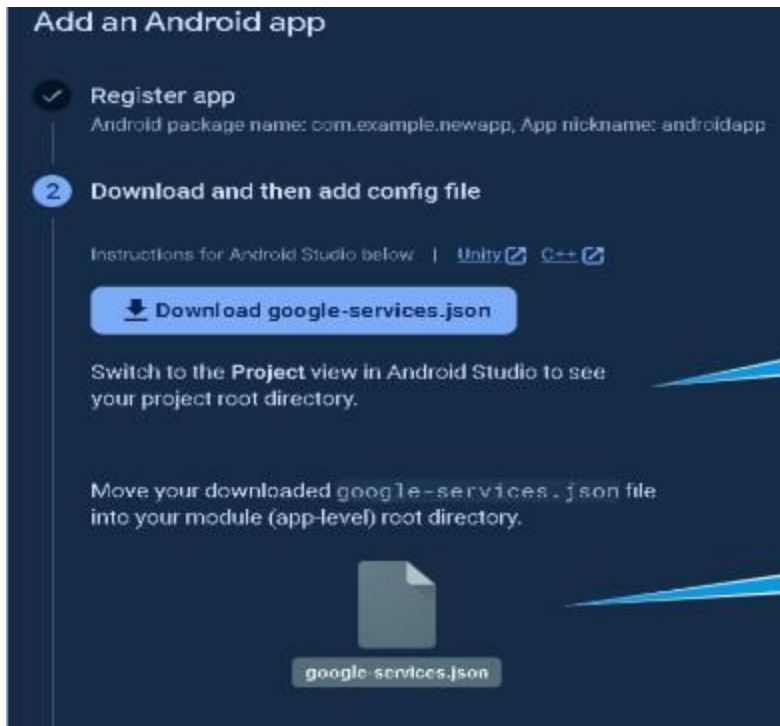 Add an Android app
Register app
Android package name: com.example.newapp, App nickname: androidapp
2
Download and then add config file
Instructions for Android Studio below | Unity C++
Download google-services.json
Switch to the Project view in Android Studio to see
your project root directory.
Move your downloaded google-services.json file
into your module (app-level) root directory.
google-services.json